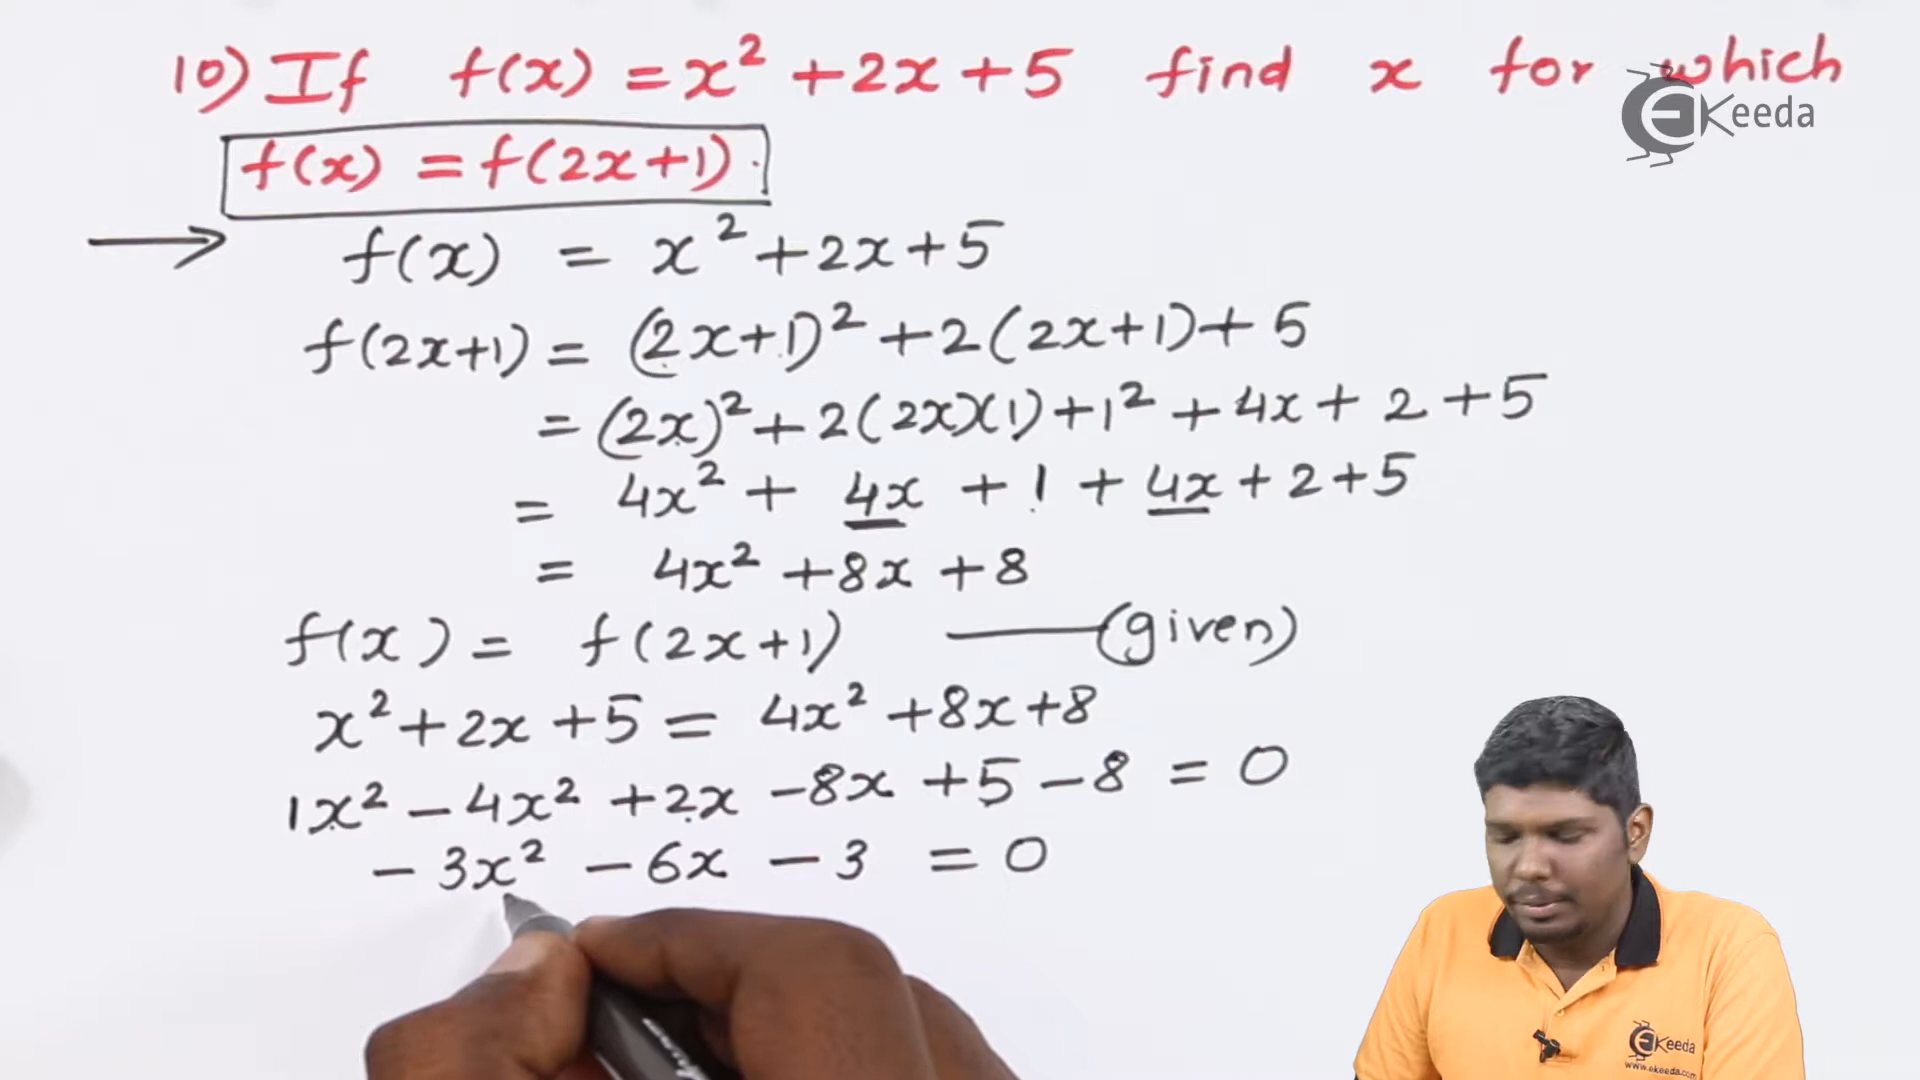 10) If f(x) = x² + 2x + 5 find x for which
EKeeda
f(x) = f(2x+1).
→ f(x) = x² + 2x + 5
f(2x+1) = (2x+1)² + 2(2x+1) + 5
= (2x)² + 2(2x)(1) + 1² + 4x + 2 + 5
= 4x² + 4x + 1 + 4x + 2 + 5
= 4x² + 8x + 8
f(x) = f(2x+1) —(given)
x² + 2x + 5 = 4x² + 8x + 8
1x² - 4x² + 2x - 8x + 5 - 8 = 0
- 3x² - 6x - 3 = 0
EKeeda
www.ekeeda.com